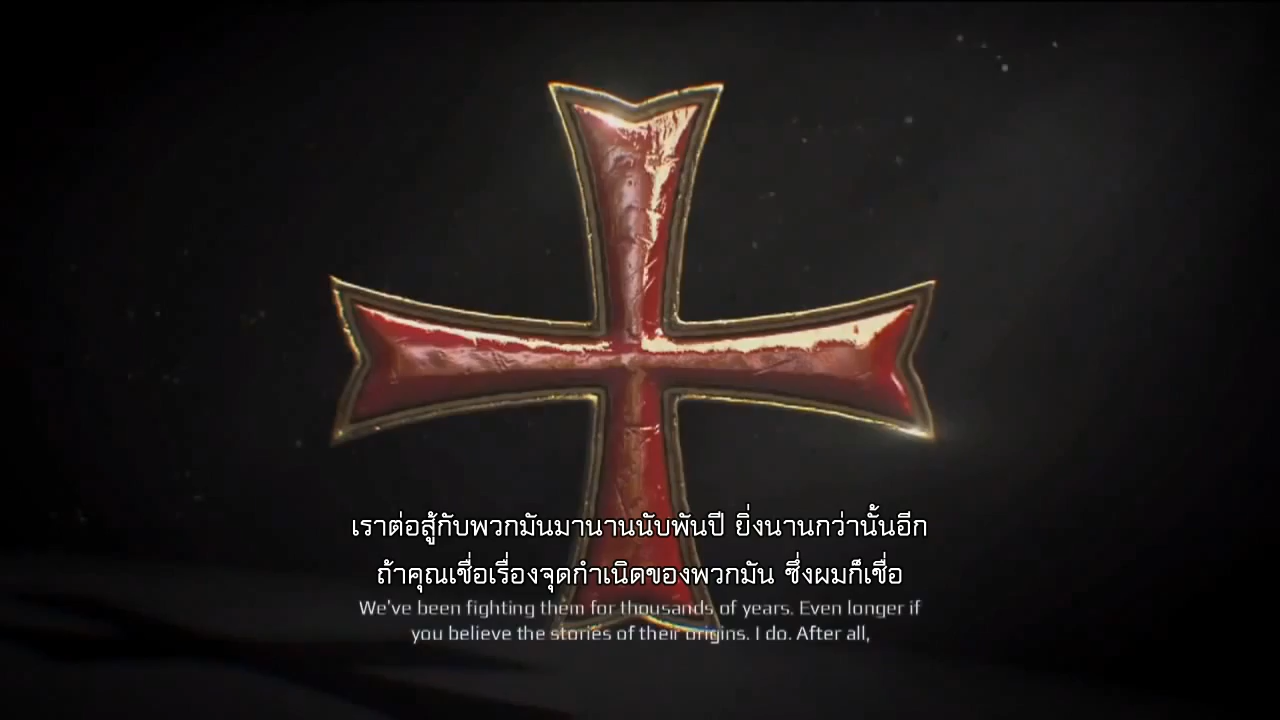 เราต่อสู้กับพวกมันมานานนับพันปี ยิ่งนานกว่านั้นอีก
ถ้าคุณเชื่อเรื่องจุดกำเนิดของพวกมัน ซึ่งผมก็เชื่อ
We've been fighting them for thousands of years. Even longer if
you believe the stories of their origins. I do. After all,